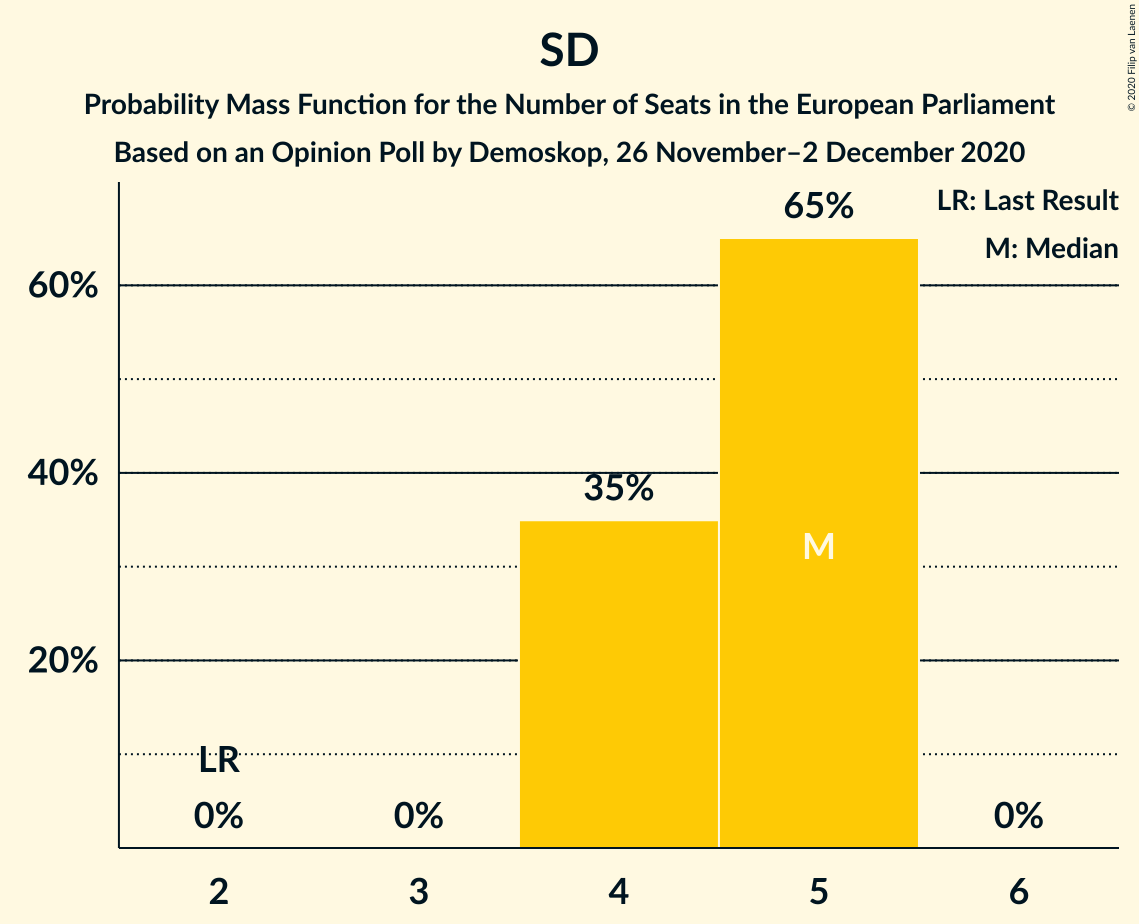 SD
Probability Mass Function for the Number of Seats in the European Parliament
Based on an Opinion Poll by Demoskop, 26 November–2 December 2020
© 2020 Filip van Laenen
LR: Last Result
M: Median
65%
60%
40%
35%
M
20%
LR
0%
0%
0%
2
3
4
5
6